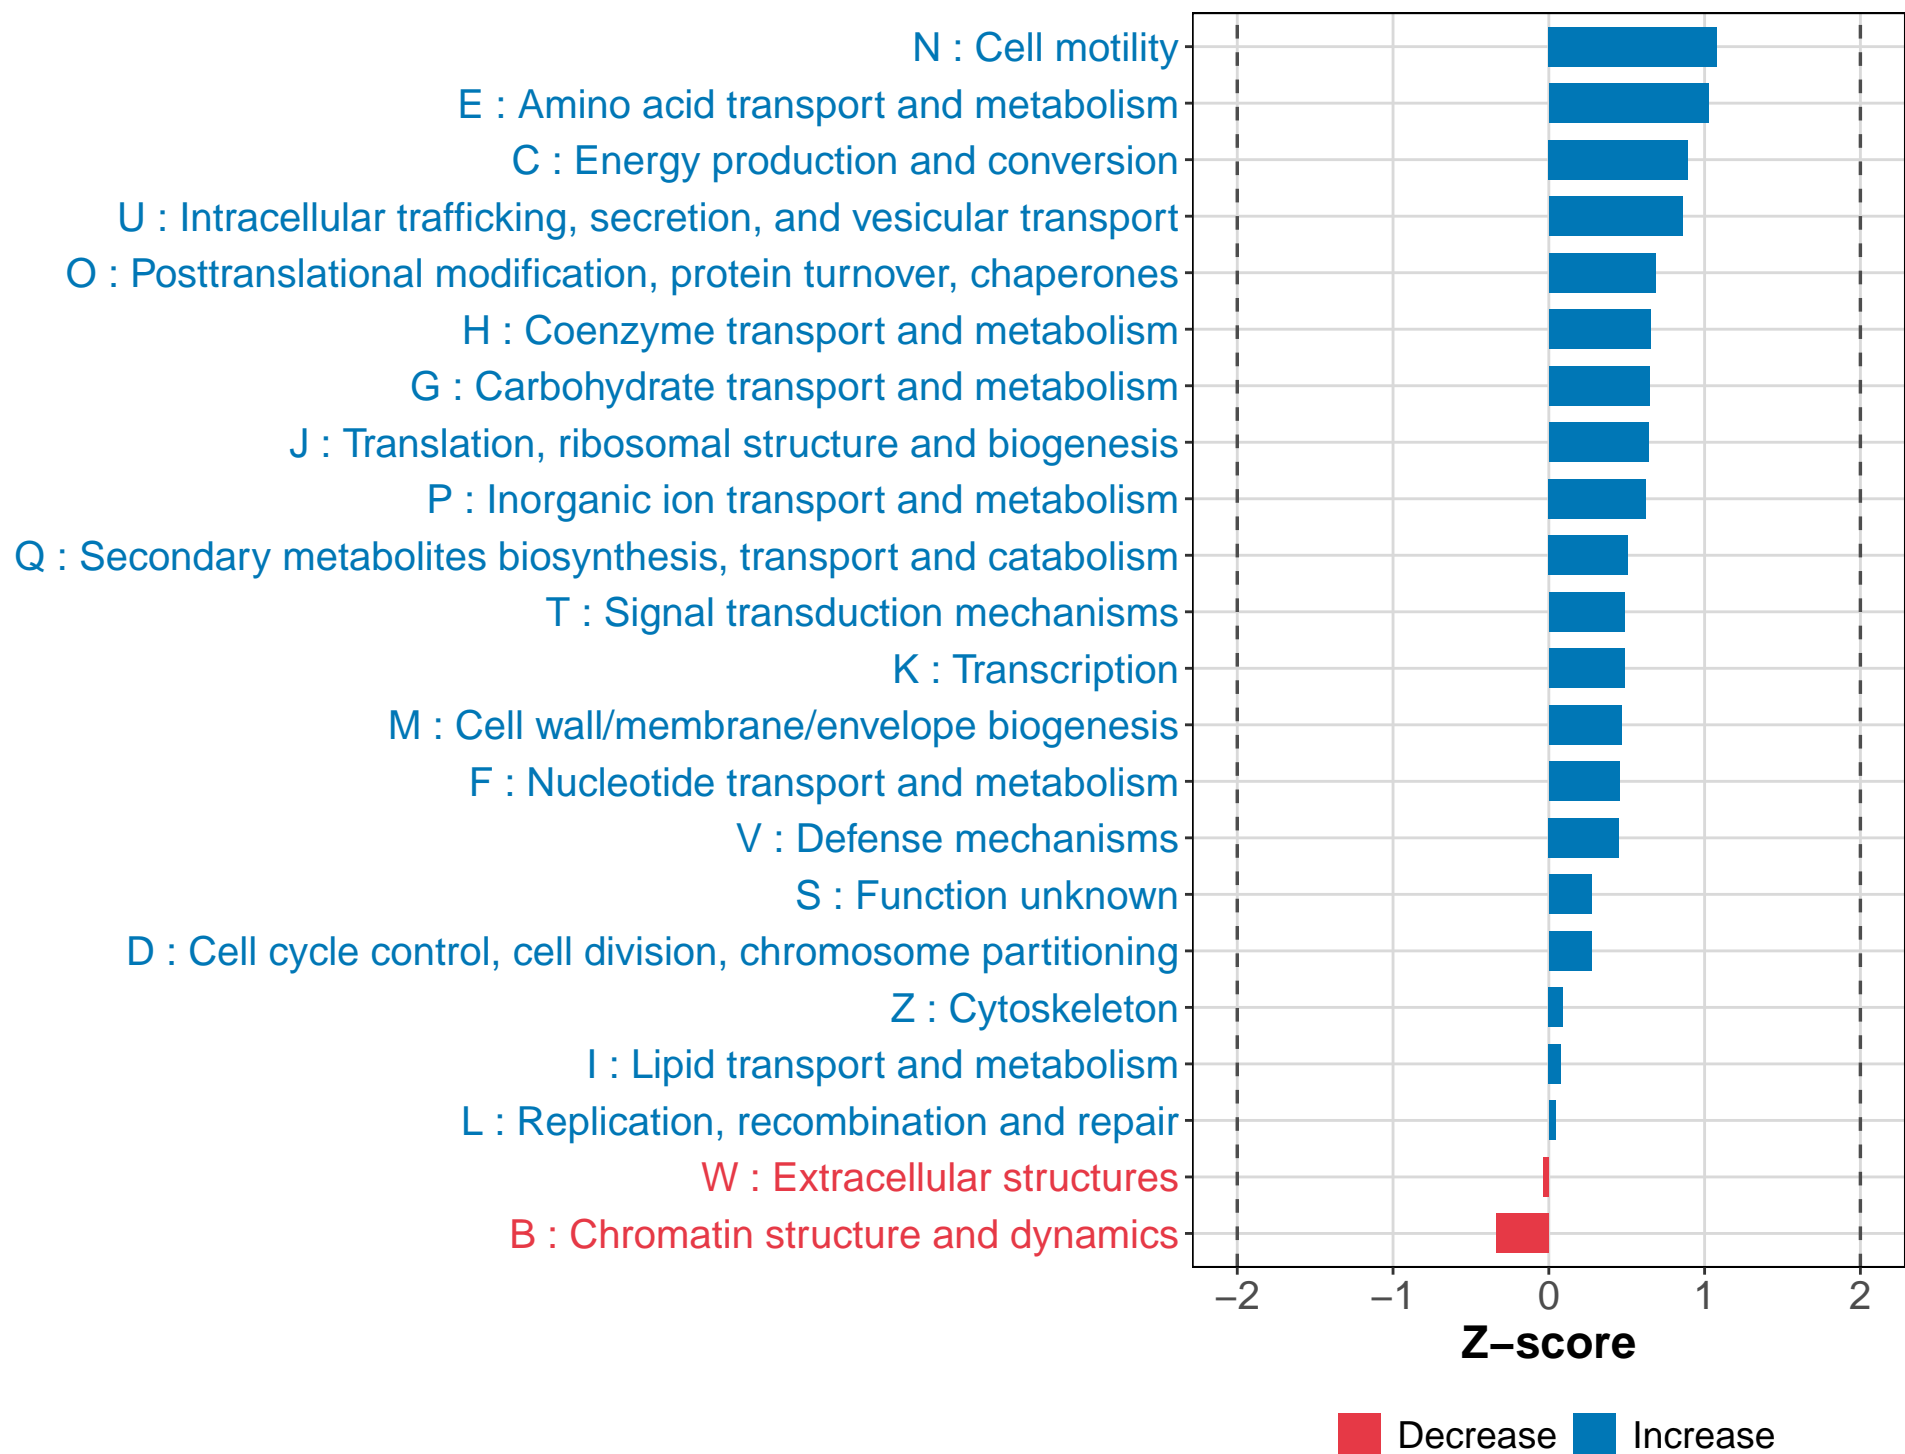 N : Cell motility
E : Amino acid transport and metabolism
C : Energy production and conversion
U : Intracellular trafficking, secretion, and vesicular transport
O : Posttranslational modification, protein turnover, chaperones
H : Coenzyme transport and metabolism
G : Carbohydrate transport and metabolism
J : Translation, ribosomal structure and biogenesis
P : Inorganic ion transport and metabolism
Q : Secondary metabolites biosynthesis, transport and catabolism
T : Signal transduction mechanisms
K : Transcription
M : Cell wall/membrane/envelope biogenesis
F : Nucleotide transport and metabolism
V : Defense mechanisms
S : Function unknown
D : Cell cycle control, cell division, chromosome partitioning
Z : Cytoskeleton
I : Lipid transport and metabolism
L : Replication, recombination and repair
W : Extracellular structures
B : Chromatin structure and dynamics
−2 −1 0 1 2
Z−score
Decrease Increase